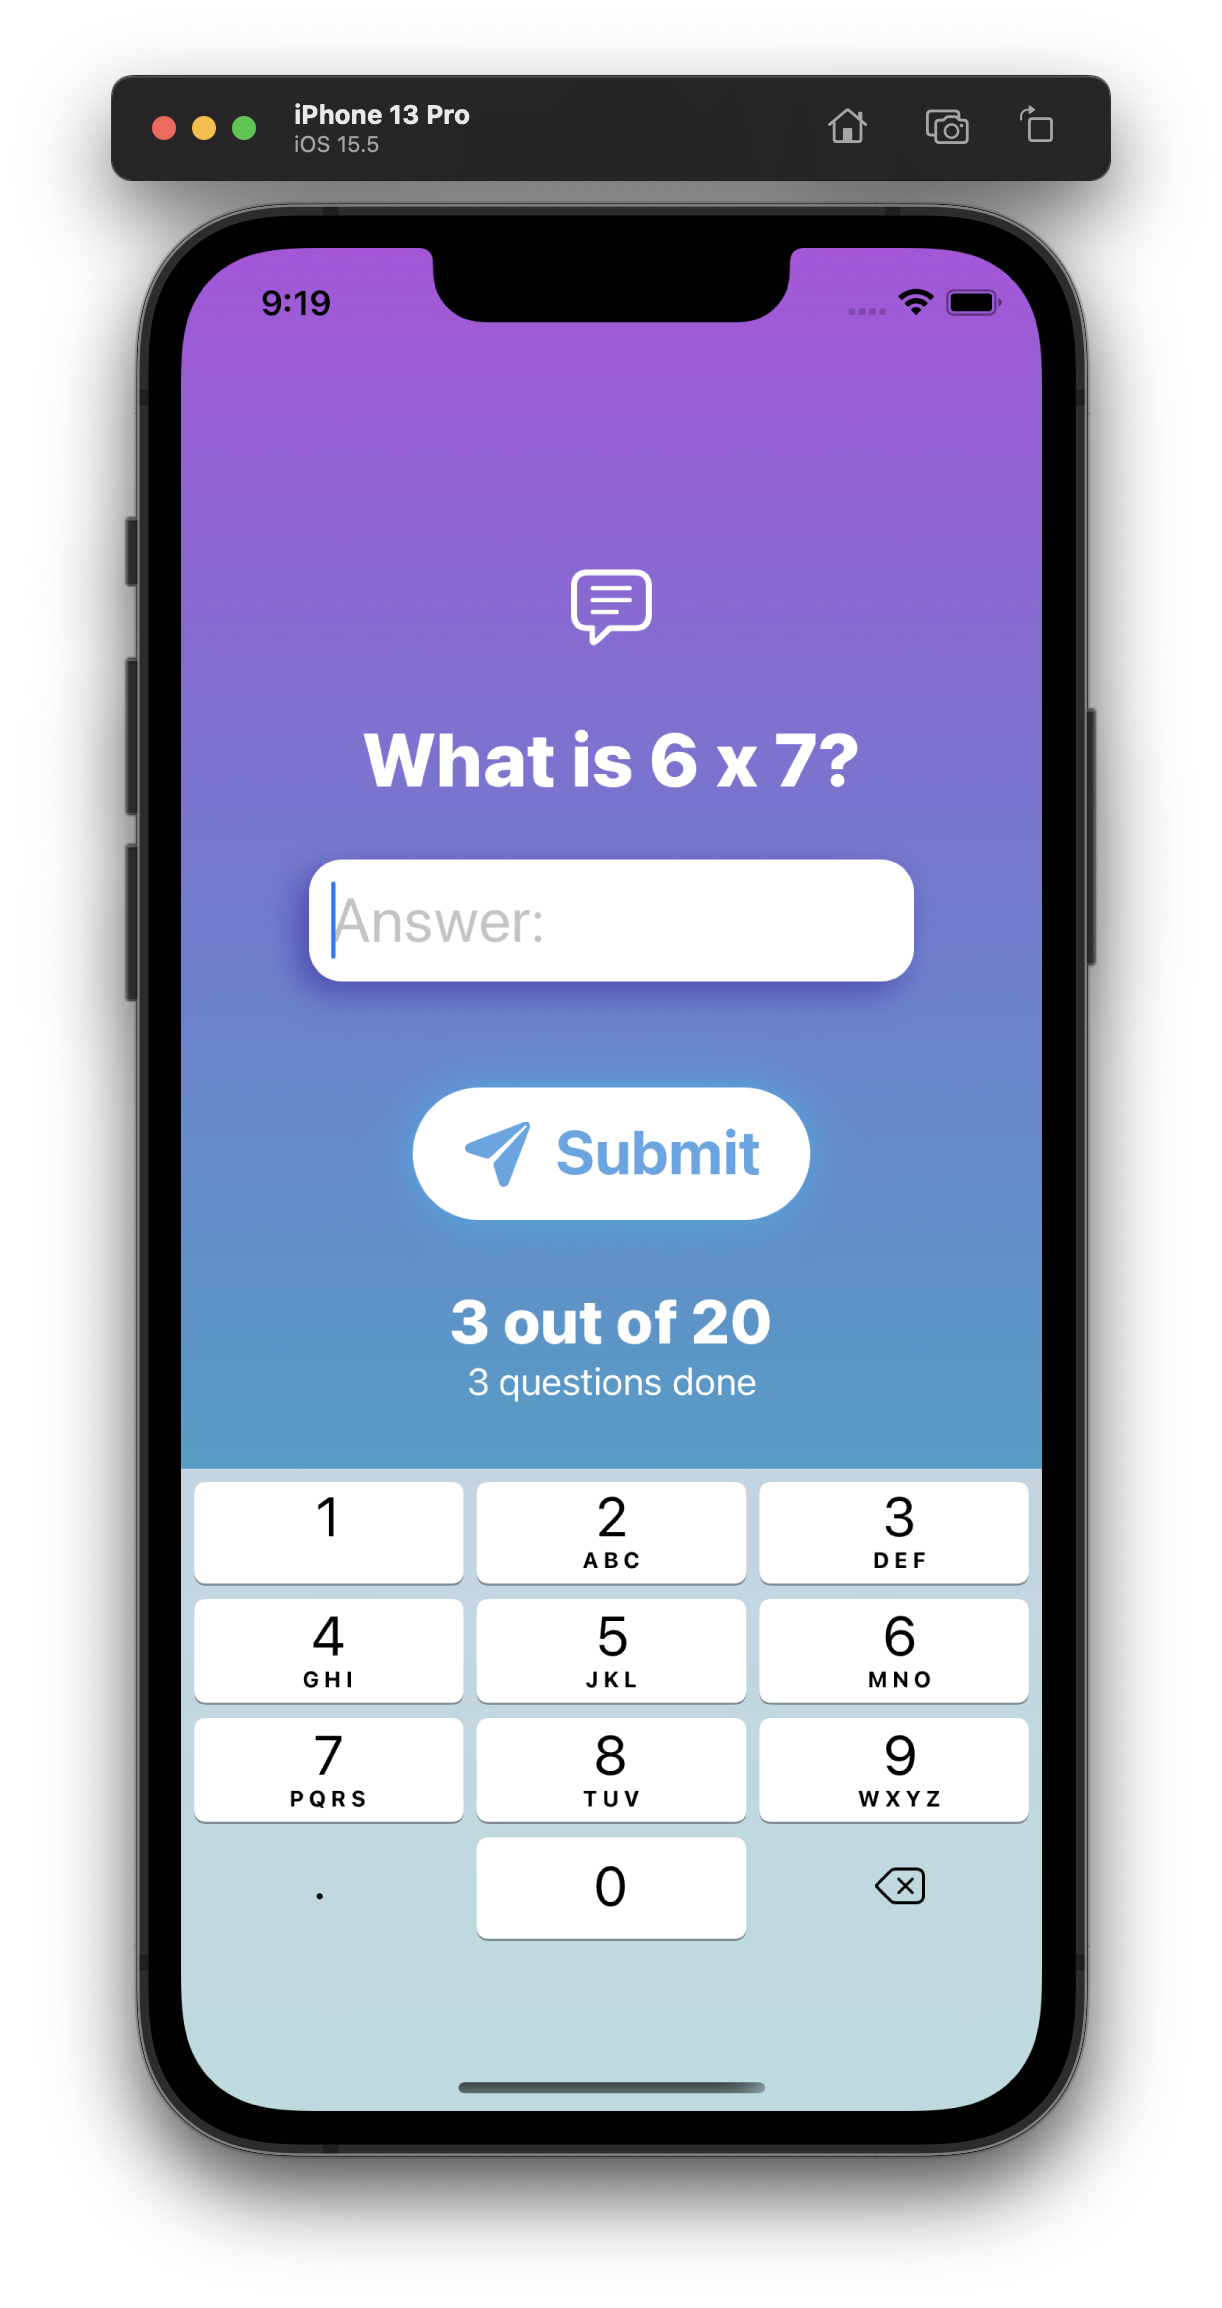 iPhone 13 Pro
iOS 15.5
9:19
What is 6 x 7?
Answer:
Submit
3 out of 20
3 questions done
1 2 3
ABC DEF
4 5 6
GHI JKL MNO
7 8 9
PQRS TUV WXYZ
. 0